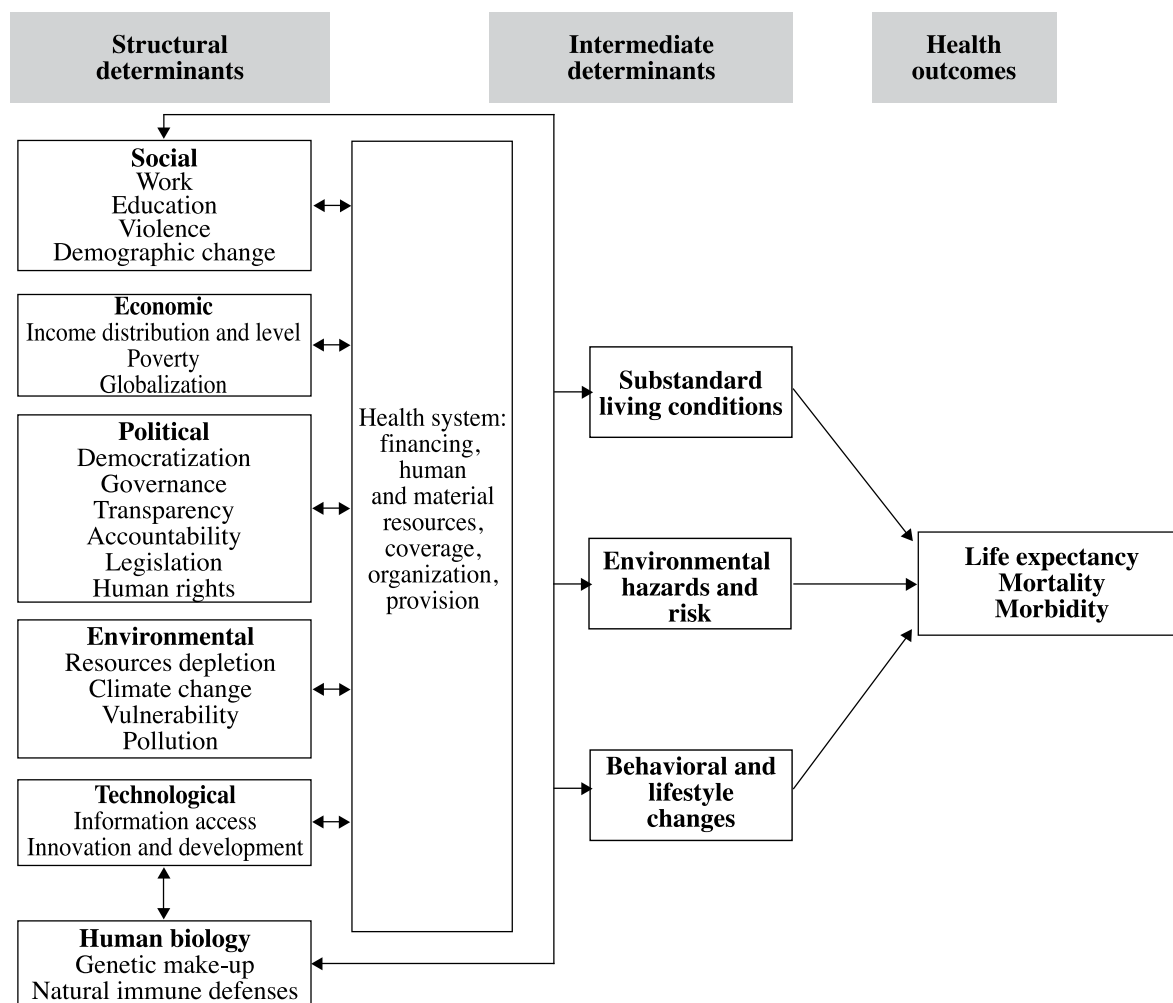 Structural
determinants
Intermediate
determinants
Health
outcomes
Social
Work
Education
Violence
Demographic change
Economic
Income distribution and level
Poverty
Globalization
Political
Democratization
Governance
Transparency
Accountability
Legislation
Human rights
Environmental
Resources depletion
Climate change
Vulnerability
Pollution
Technological
Information access
Innovation and development
Human biology
Genetic make-up
Natural immune defenses
Health system:
financing,
human
and material
resources,
coverage,
organization,
provision
Substandard
living conditions
Environmental
hazards and
risk
Behavioral and
lifestyle
changes
Life expectancy
Mortality
Morbidity